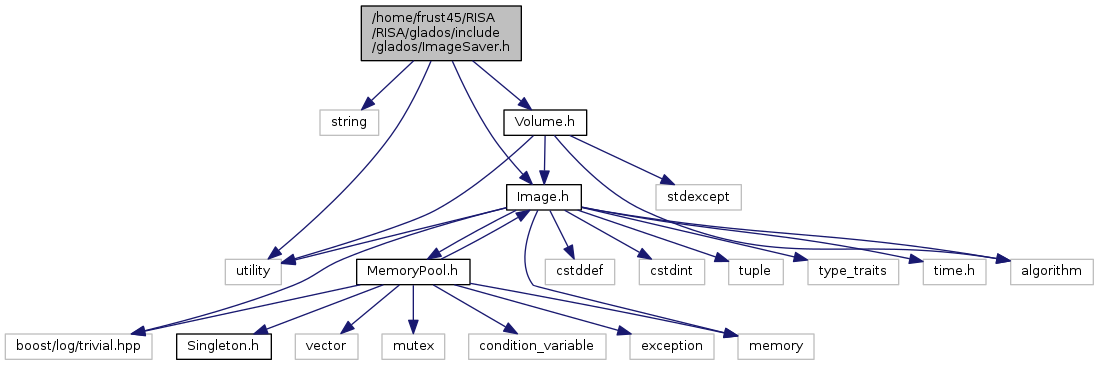 /home/frust45/RISA
/RISA/glados/include
/glados/ImageSaver.h
string
Volume.h
Image.h
stdexcept
utility
MemoryPool.h
cstddef
cstdint
tuple
type_traits
time.h
algorithm
boost/log/trivial.hpp
Singleton.h
vector
mutex
condition_variable
exception
memory